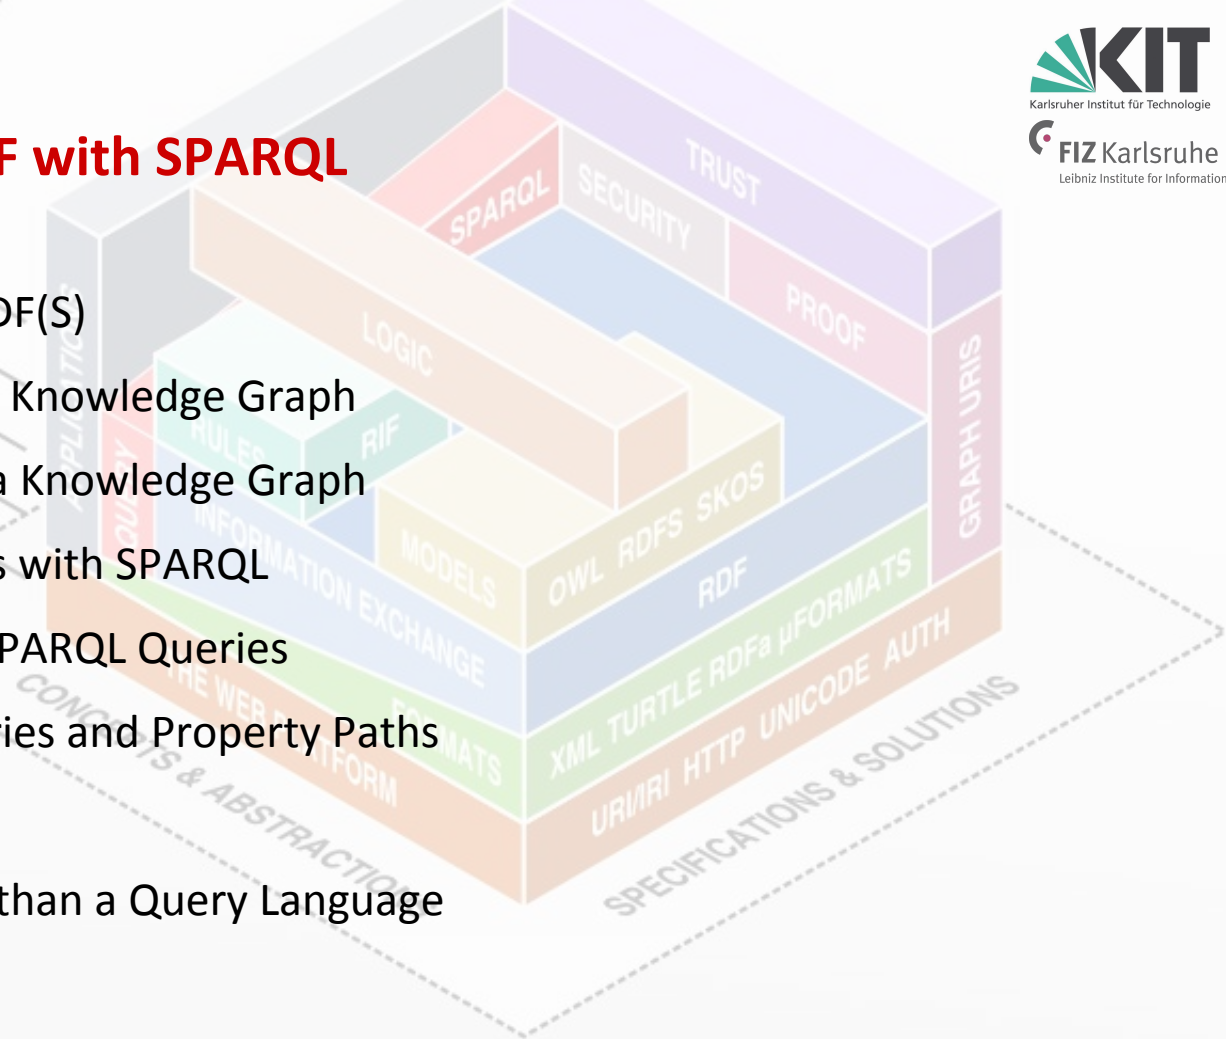 KIT
Karlsruher Institut für Technologie
FIZ Karlsruhe
Leibniz Institute for Information
F with SPARQL
DF(S)
Knowledge Graph
a Knowledge Graph
s with SPARQL
PARQL Queries
ries and Property Paths
than a Query Language
TRUST
SPARQL
SECURITY
PROOF
LOGIC
APPLICATIONS
GRAPH URIS
RULES
RIF
QUERY
INFORMATION EXCHANGE
MODELS
OWL RDFS SKOS
RDF
FORMATS
XML TURTLE RDFa μFORMATS
THE WEB PLATFORM
URI/IRI HTTP UNICODE AUTH
CONCEPTS & ABSTRACTIONS
SPECIFICATIONS & SOLUTIONS